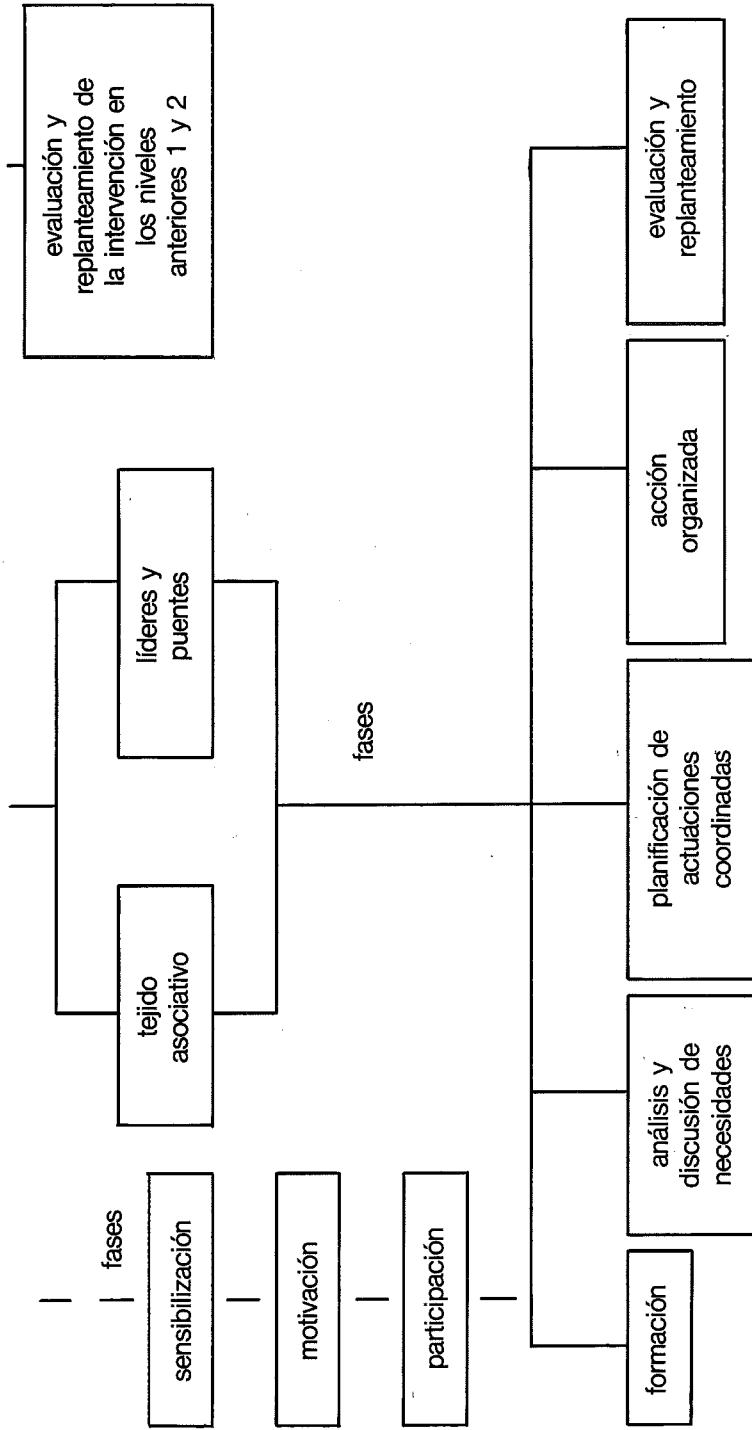 fases
sensibilización
motivación
participación
tejido
asociativo
líderes y
puentes
evaluación y
replanteamiento de
la intervención en
los niveles
anteriores 1 y 2
fases
formación
análisis y
discusión de
necesidades
planificación de
actuaciones
coordinadas
acción
organizada
evaluación y
replanteamiento